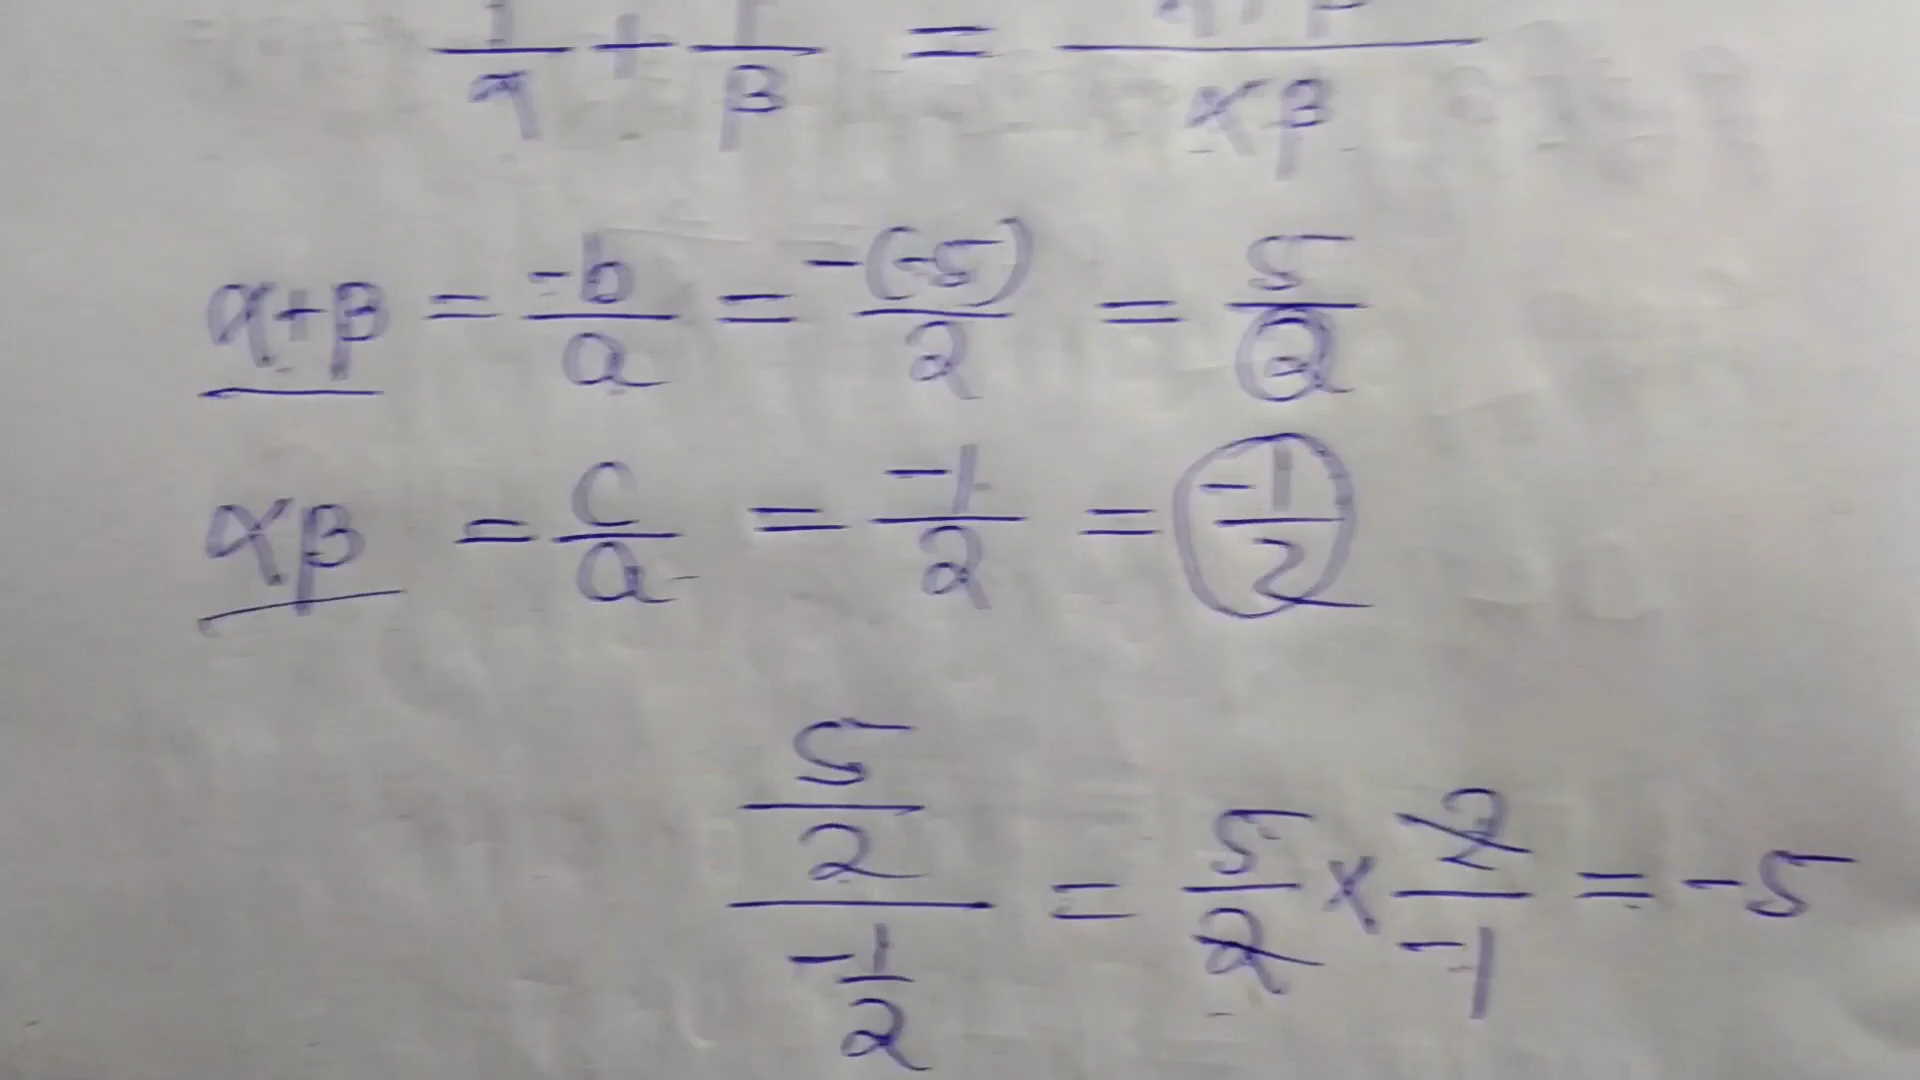 1/α + 1/β = α+β/αβ
α+β = -b/a = -(-5)/2 = 5/2
αβ = c/a = -1/2 = -1/2
5/2 / -1/2 = 5/2 × 2/-1 = -5